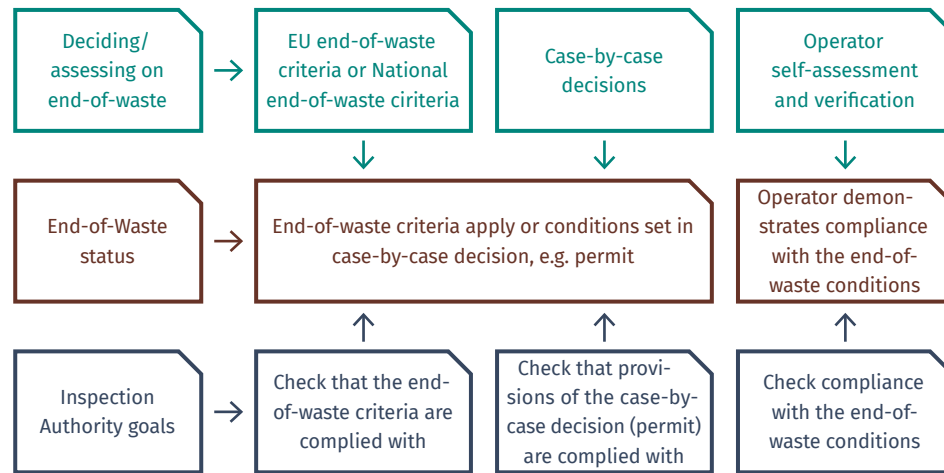 Deciding/
assessing on
end-of-waste
EU end-of-waste
criteria or National
end-of-waste ciriteria
Case-by-case
decisions
Operator
self-assessment
and verification
End-of-Waste
status
End-of-waste criteria apply or conditions set in
case-by-case decision, e.g. permit
Operator demon-
strates compliance
with the end-of-
waste conditions
Inspection
Authority goals
Check that the end-
of-waste criteria are
complied with
Check that provi-
sions of the case-by-
case decision (permit)
are complied with
Check compliance
with the end-of-
waste conditions